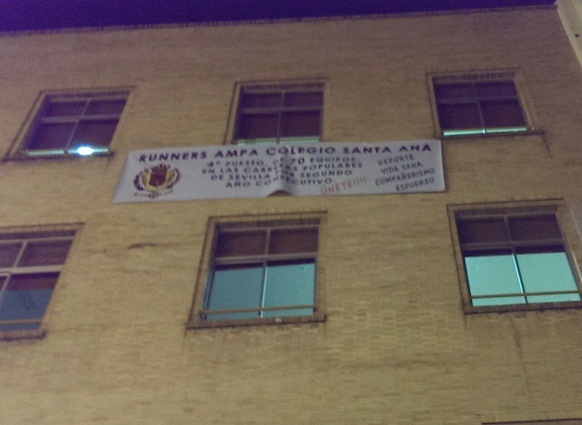 RUNNERS AMPA COLEGIO SANTA ANA
4º PUESTO, DE 70 EQUIPOS,
EN LAS CARRERAS POPULARES
DE SEVILLA POR SEGUNDO
AÑO CONSECUTIVO.
ÚNETE!!!!
DEPORTE
VIDA SANA
COMPAÑERISMO
ESFUERZO